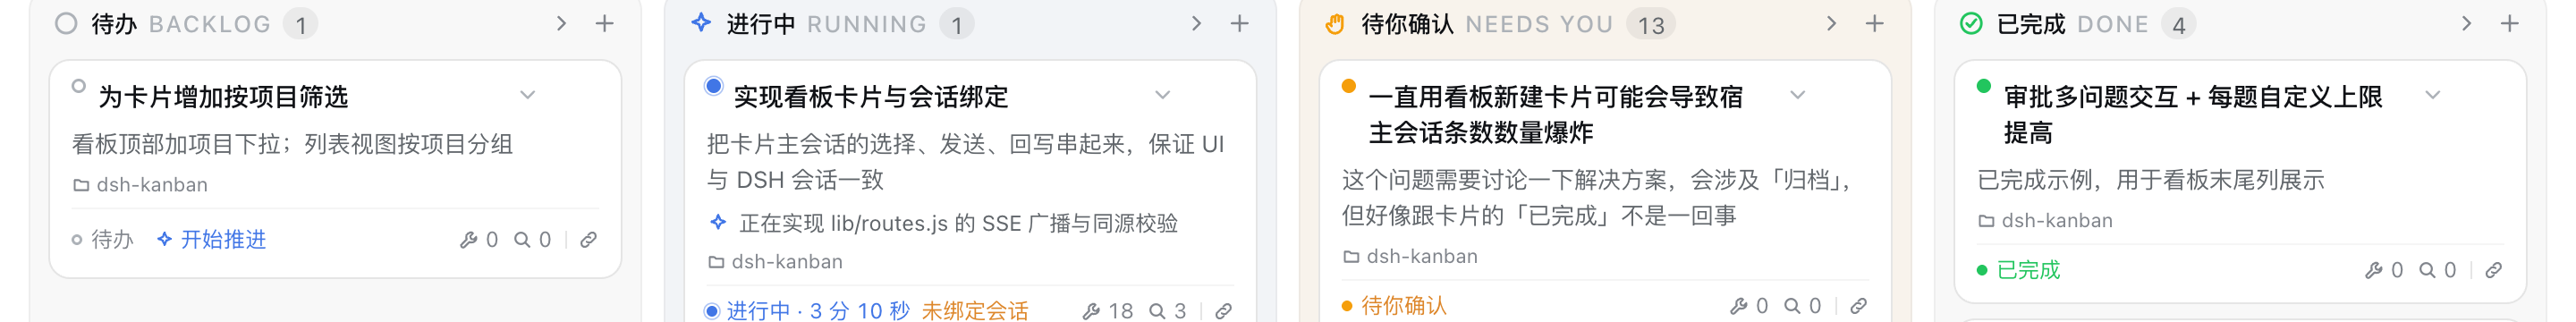 待办 BACKLOG 1
为卡片增加按项目筛选
看板顶部加项目下拉；列表视图按项目分组
dsh-kanban
待办 开始推进 0 0
进行中 RUNNING 1
实现看板卡片与会话绑定
把卡片主会话的选择、发送、回写串起来，保证 UI
与 DSH 会话一致
正在实现 lib/routes.js 的 SSE 广播与同源校验
dsh-kanban
进行中 · 3 分 10 秒 未绑定会话 18 3
待你确认 NEEDS YOU 13
一直用看板新建卡片可能会导致宿
主会话条数数量爆炸
这个问题需要讨论一下解决方案，会涉及「归档」，
但好像跟卡片的「已完成」不是一回事
dsh-kanban
待你确认 0 0
已完成 DONE 4
审批多问题交互 + 每题自定义上限
提高
已完成示例，用于看板末尾列展示
dsh-kanban
已完成 0 0